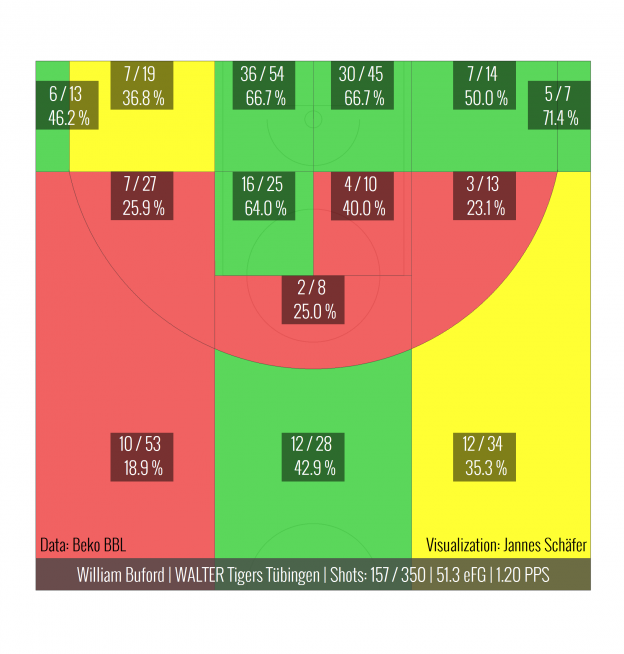 7 / 19
36.8 %
36 / 54
66.7 %
30 / 45
66.7 %
7 / 14
50.0 %
6 / 13
46.2 %
5 / 7
71.4 %
7 / 27
25.9 %
16 / 25
64.0 %
4 / 10
40.0 %
3 / 13
23.1 %
2 / 8
25.0 %
10 / 53
18.9 %
12 / 28
42.9 %
12 / 34
35.3 %
Data: Beko BBL
Visualization: Jannes Schäfer
William Buford | WALTER Tigers Tübingen | Shots: 157 / 350 | 51.3 eFG | 1.20 PPS